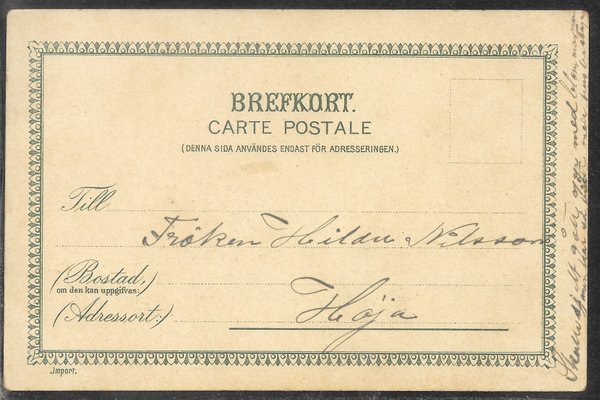 BREFKORT.
CARTE POSTALE
(DENNA SIDA ANVÄNDES ENDAST FÖR ADRESSERINGEN.)
Till
Fröken Hilda Nilsson
(Bostad,)
om den kan uppgifvas:
Höja
(Adressort:)
Import.